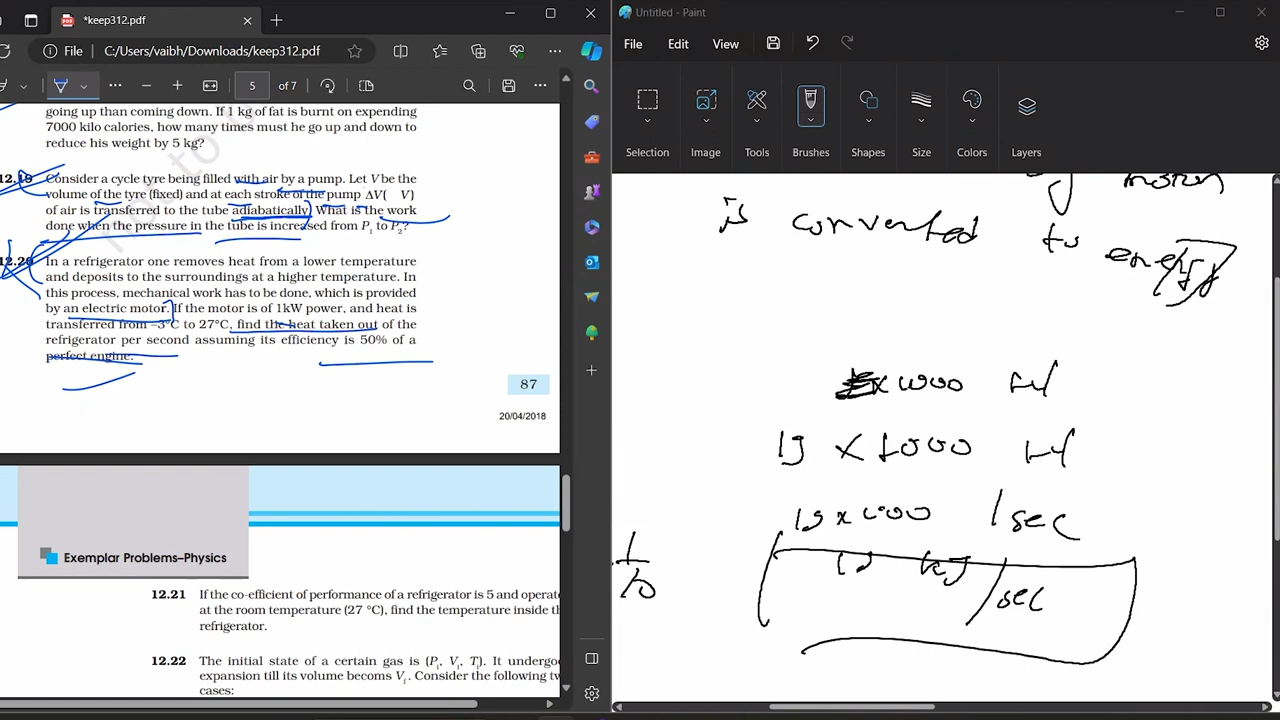 *keep312.pdf
File C:/Users/vaibh/Downloads/keep312.pdf
5 of 7
going up than coming down. If 1 kg of fat is burnt on expending
7000 kilo calories, how many times must he go up and down to
reduce his weight by 5 kg?
12.19 Consider a cycle tyre being filled with air by a pump. Let V be the
volume of the tyre (fixed) and at each stroke of the pump ΔV( V)
of air is transferred to the tube adiabatically. What is the work
done when the pressure in the tube is increased from P1 to P2?
12.20 In a refrigerator one removes heat from a lower temperature
and deposits to the surroundings at a higher temperature. In
this process, mechanical work has to be done, which is provided
by an electric motor. If the motor is of 1kW power, and heat is
transferred from –3°C to 27°C, find the heat taken out of the
refrigerator per second assuming its efficiency is 50% of a
perfect engine.
87
20/04/2018
Exemplar Problems–Physics
12.21 If the co-efficient of performance of a refrigerator is 5 and operat
at the room temperature (27 °C), find the temperature inside th
refrigerator.
12.22 The initial state of a certain gas is (Pi, Vi, Ti). It undergo
expansion till its volume becoms Vf. Consider the following tw
cases:
Untitled - Paint
File Edit View
Selection Image Tools Brushes Shapes Size Colors Layers
is converted to energy
x 1000
19 x 1000
19 x 1000 /sec
19 kJ /sec
1/10